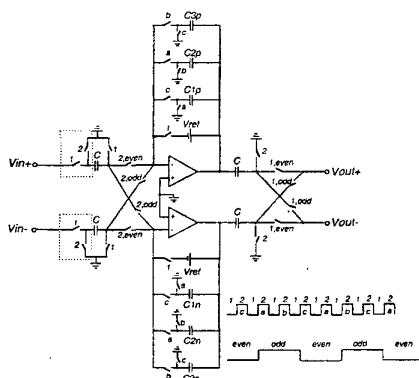 b
C3p
c
a
C2p
b
c
C1p
a
1
Vref
Vin+
2
1
1
C
2,even
2,odd
C
2
1,even
1,odd
Vout+
2,odd
1,odd
Vin-
1
C
2
1
2,even
C
2
1,even
Vout-
1
Vref
a
c
C1n
b
a
C2n
c
1 2 1 2 1 2 1 2 1 2 1 2 1 2
c a b c a b c a
even odd even odd even